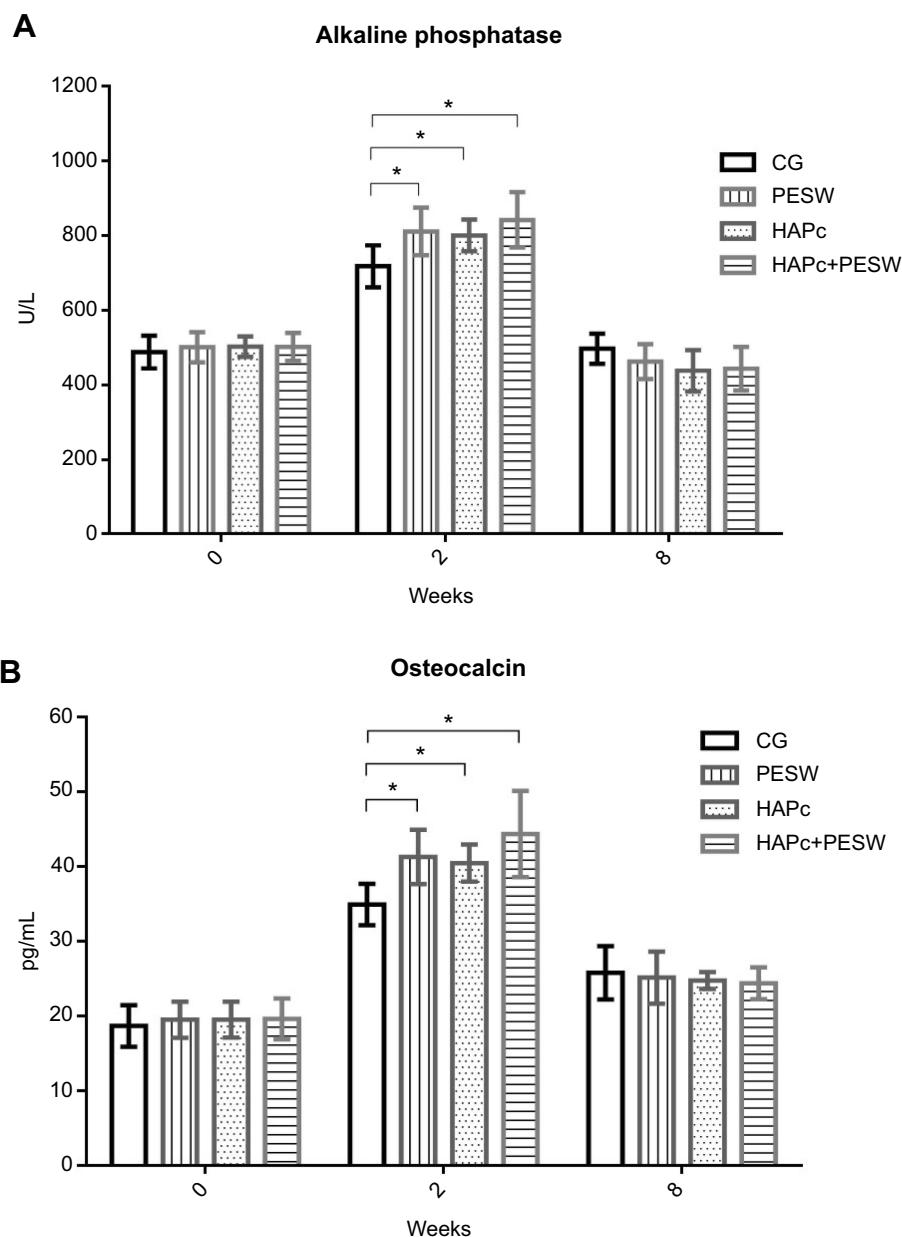 A
Alkaline phosphatase
1200
1000
800
600
400
200
0
U/L
*
*
*
CG
PESW
HAPc
HAPc+PESW
0
2
8
Weeks
B
Osteocalcin
60
50
40
30
20
10
0
pg/mL
*
*
*
CG
PESW
HAPc
HAPc+PESW
0
2
8
Weeks